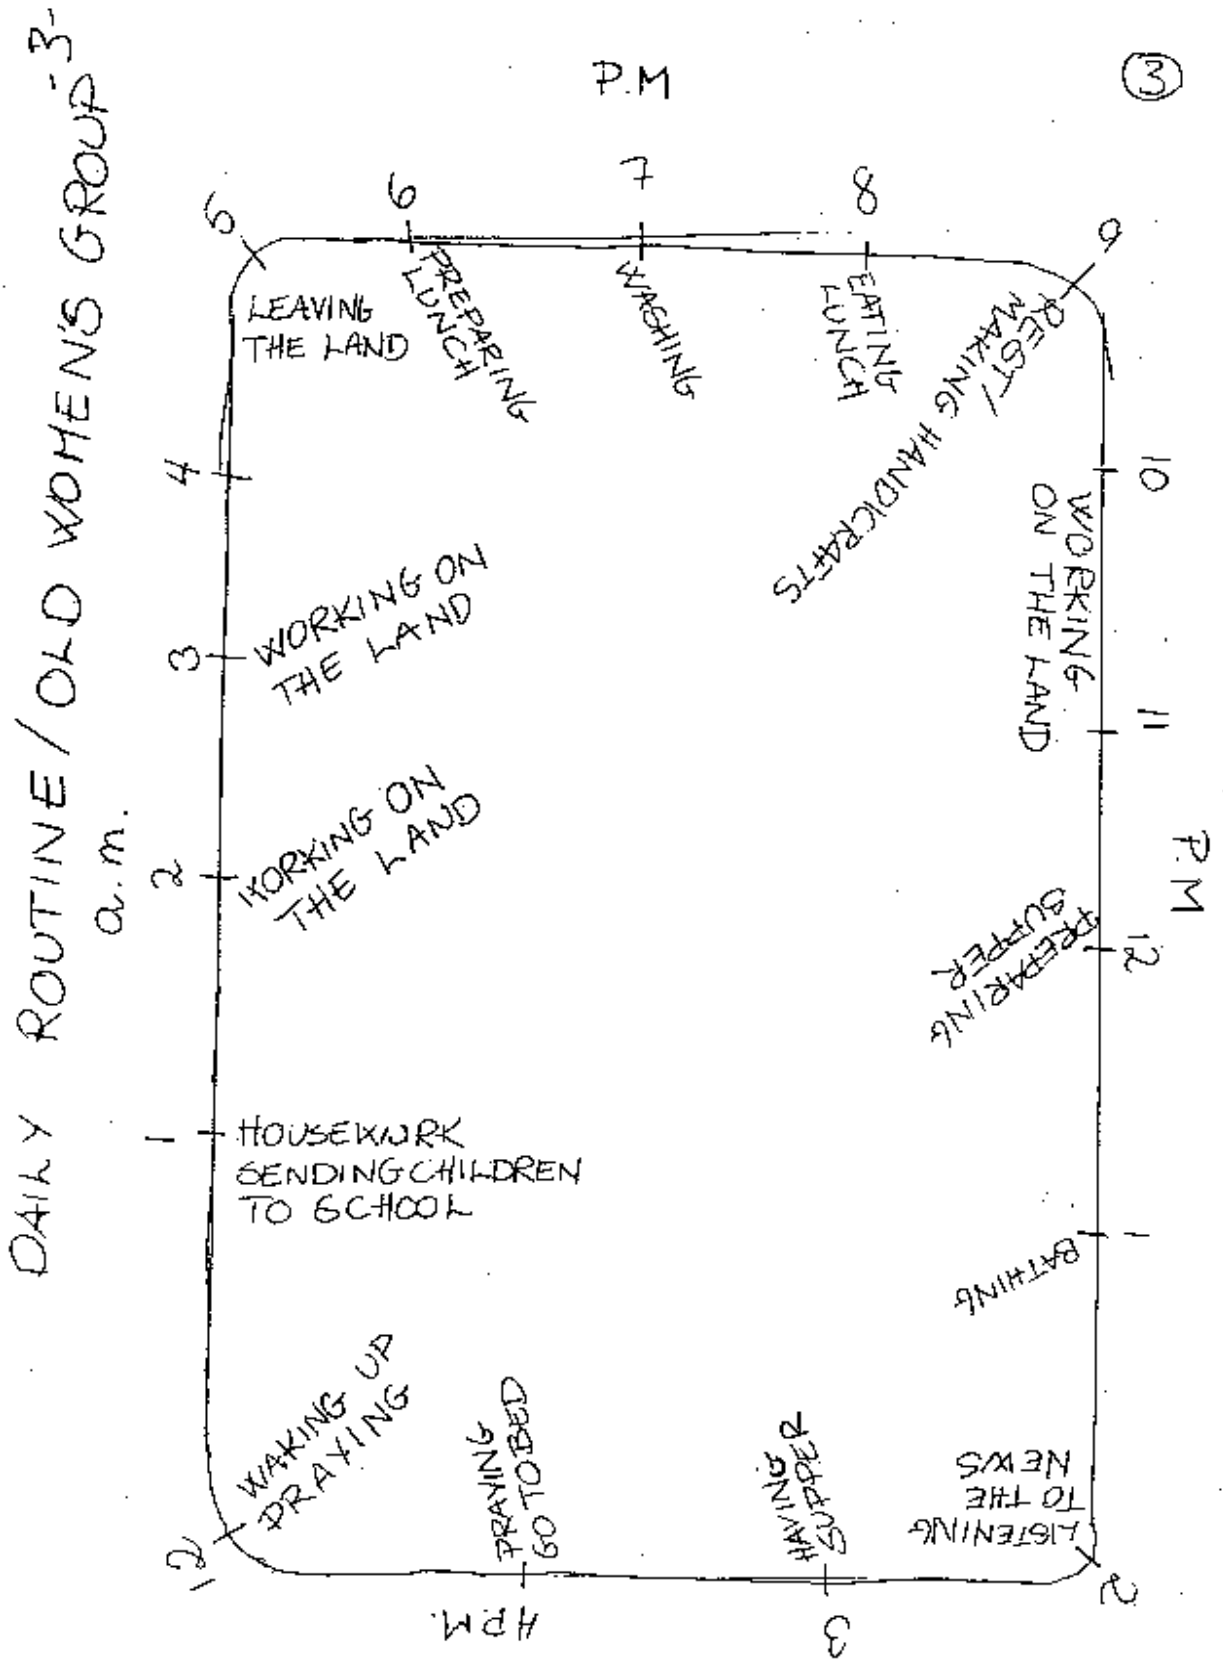 DAILY ROUTINE / OLD WOMEN'S GROUP -3-
a.m.
P.M
3
12
WAKING UP
PRAYING
1
HOUSEWORK
SENDING CHILDREN
TO SCHOOL
2
WORKING ON
THE LAND
3
WORKING ON
THE LAND
4
5
LEAVING
THE LAND
6
PREPARING
LUNCH
7
WASHING
8
EATING
LUNCH
9
REST/
MAKING HANDICRAFTS
10
WORKING
ON THE LAND
11
P.M
12
PREPARING
SUPPER
1
BATHING
2
LISTENING
TO THE
NEWS
3
HAVING
SUPPER
PRAYING
GO TO BED